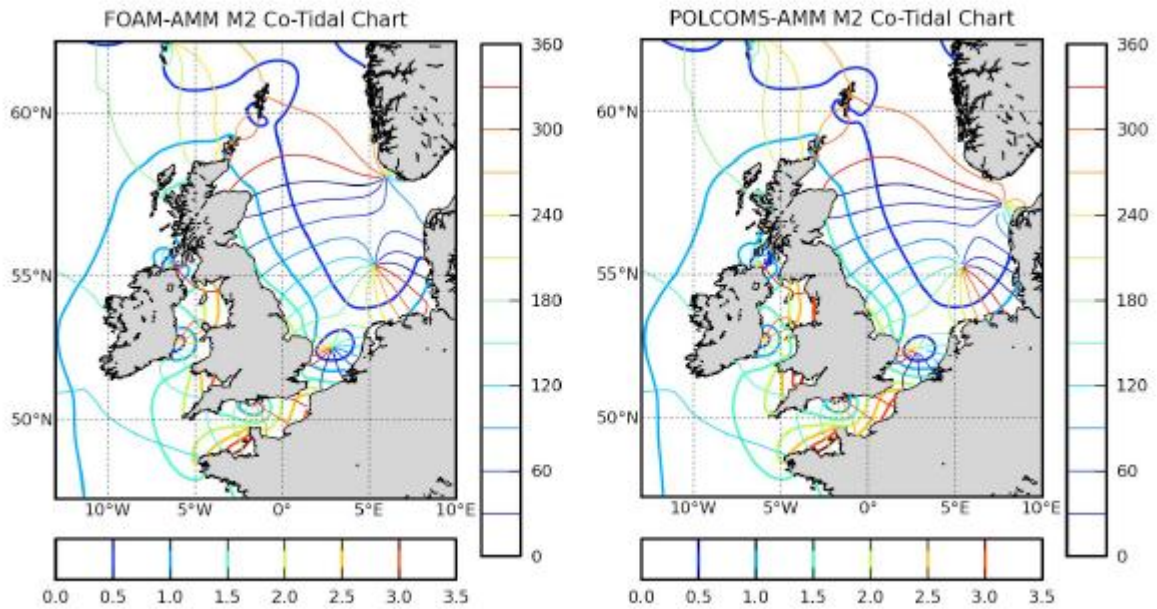 FOAM-AMM M2 Co-Tidal Chart
POLCOMS-AMM M2 Co-Tidal Chart
60°N
55°N
50°N
10°W 5°W 0° 5°E 10°E
360
300
240
180
120
60
0
0.0 0.5 1.0 1.5 2.0 2.5 3.0 3.5
60°N
55°N
50°N
10°W 5°W 0° 5°E 10°E
360
300
240
180
120
60
0
0.0 0.5 1.0 1.5 2.0 2.5 3.0 3.5